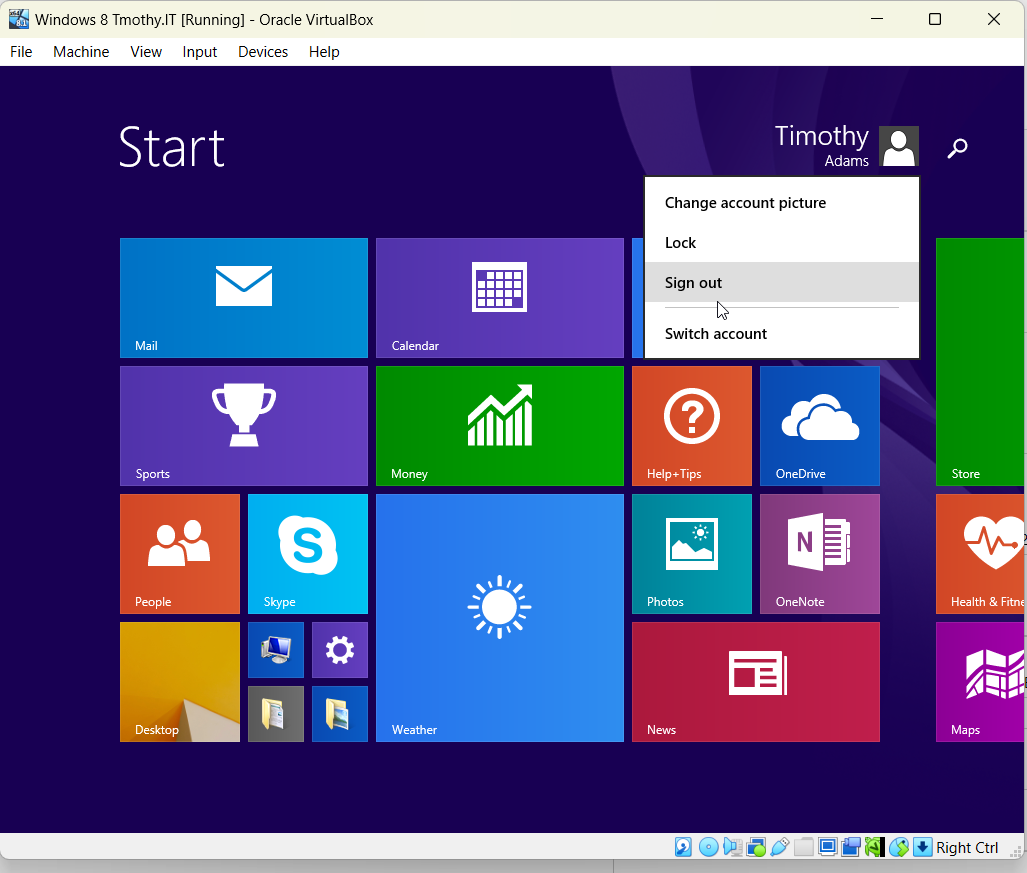 Windows 8 Tmothy.IT [Running] - Oracle VirtualBox
File Machine View Input Devices Help
Start
Timothy
Adams
Change account picture
Lock
Sign out
Switch account
Mail
Calendar
Sports
Money
Help+Tips
OneDrive
Store
People
Skype
Photos
OneNote
Health & Fitne
Desktop
Weather
News
Maps
Right Ctrl